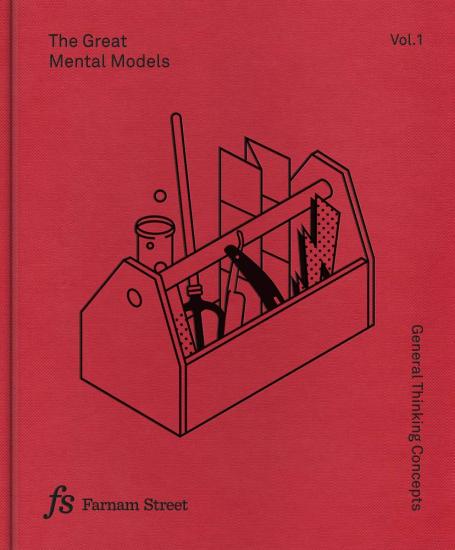 The Great
Mental Models
Vol.1
General Thinking Concepts
fs Farnam Street